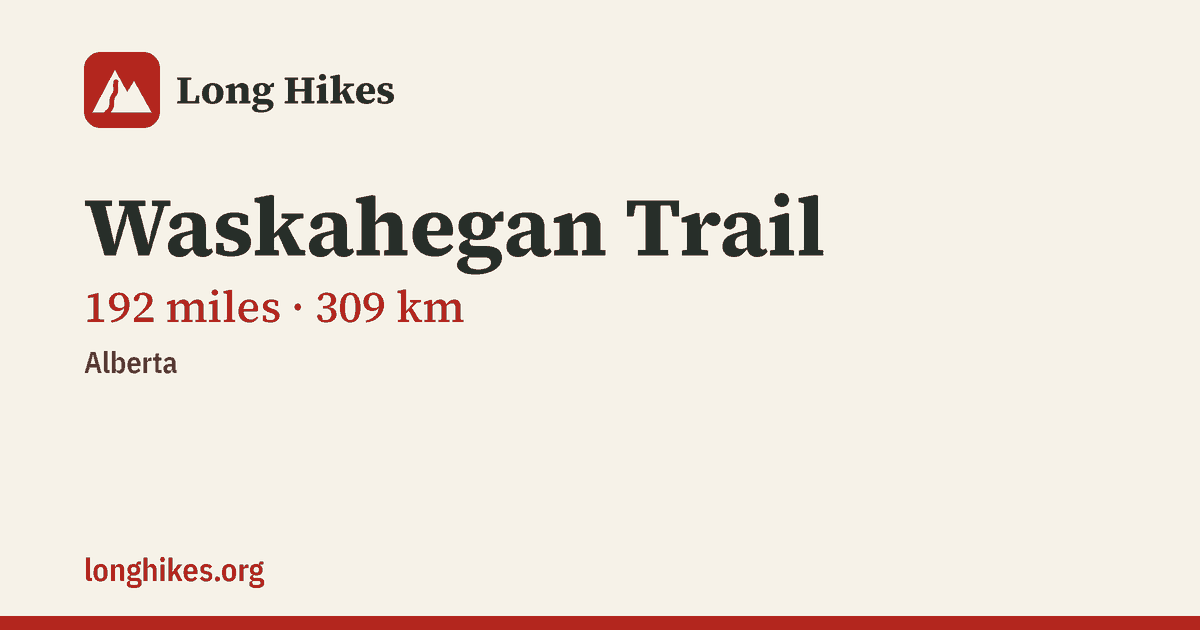 Long Hikes
Waskahegan Trail
192 miles · 309 km
Alberta
longhikes.org